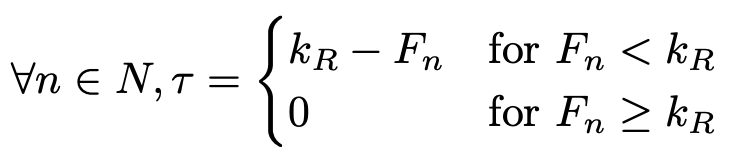 ∀n ∈ N, τ = { k_R − F_n for F_n < k_R
0 for F_n ≥ k_R